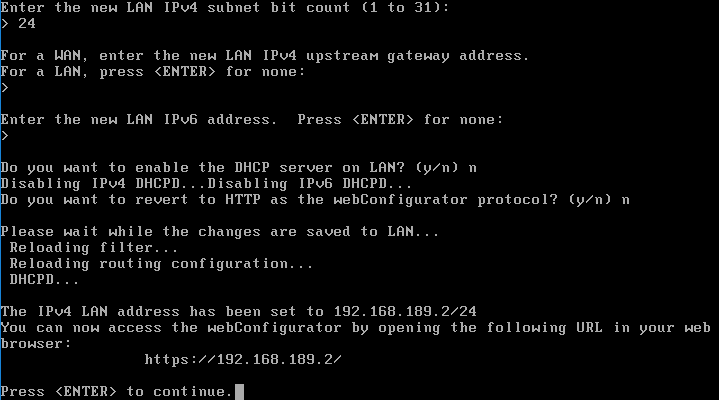 Enter the new LAN IPv4 subnet bit count (1 to 31):
> 24
For a WAN, enter the new LAN IPv4 upstream gateway address.
For a LAN, press <ENTER> for none:
>
Enter the new LAN IPv6 address.  Press <ENTER> for none:
>
Do you want to enable the DHCP server on LAN? (y/n) n
Disabling IPv4 DHCPD...Disabling IPv6 DHCPD...
Do you want to revert to HTTP as the webConfigurator protocol? (y/n) n
Please wait while the changes are saved to LAN...
 Reloading filter...
 Reloading routing configuration...
 DHCPD...
The IPv4 LAN address has been set to 192.168.189.2/24
You can now access the webConfigurator by opening the following URL in your web
browser:
https://192.168.189.2/
Press <ENTER> to continue.